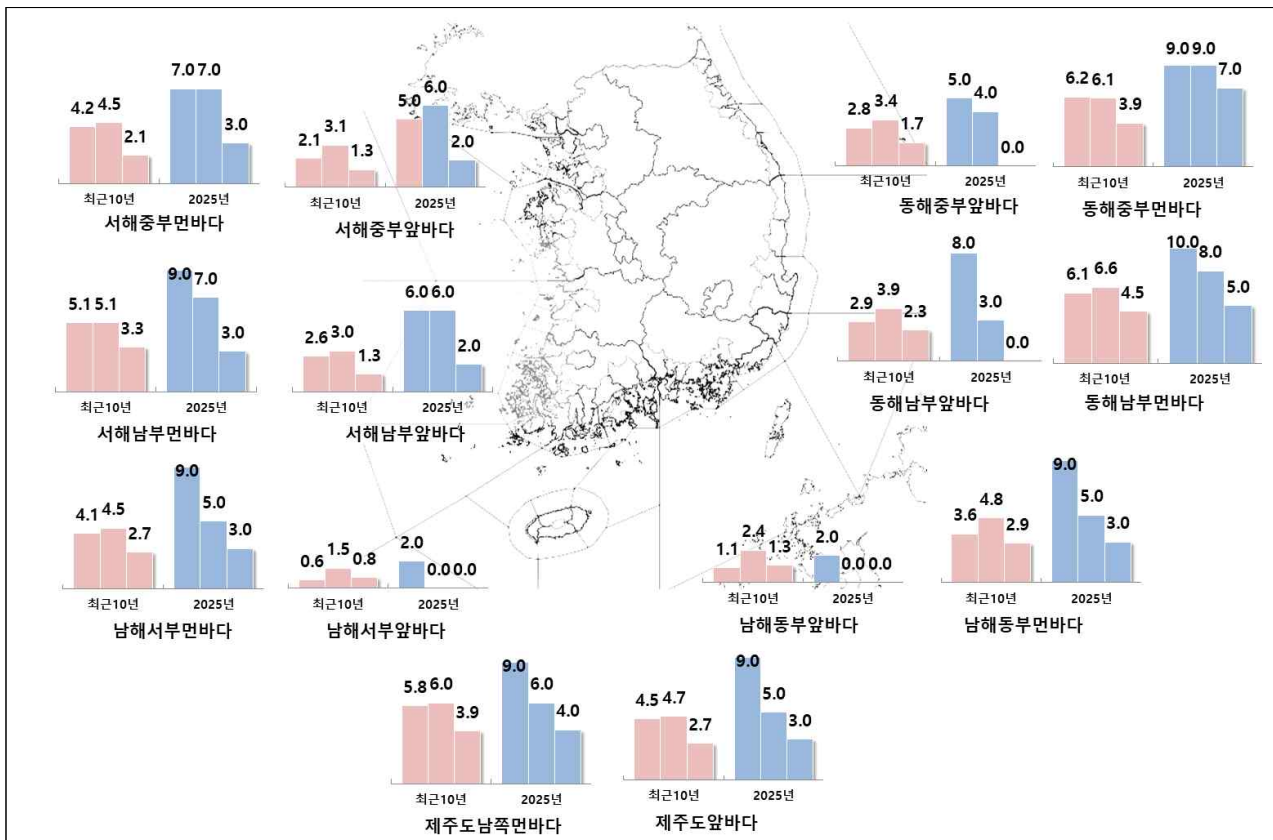 4.2 4.5 2.1 7.0 7.0 3.0
최근10년 2025년
서해중부먼바다
2.1 3.1 1.3 5.0 6.0 2.0
최근10년 2025년
서해중부앞바다
2.8 3.4 1.7 5.0 4.0 0.0
최근10년 2025년
동해중부앞바다
6.2 6.1 3.9 9.0 9.0 7.0
최근10년 2025년
동해중부먼바다
5.1 5.1 3.3 9.0 7.0 3.0
최근10년 2025년
서해남부먼바다
2.6 3.0 1.3 6.0 6.0 2.0
최근10년 2025년
서해남부앞바다
2.9 3.9 2.3 8.0 3.0 0.0
최근10년 2025년
동해남부앞바다
6.1 6.6 4.5 10.0 8.0 5.0
최근10년 2025년
동해남부먼바다
4.1 4.5 2.7 9.0 5.0 3.0
최근10년 2025년
남해서부먼바다
0.6 1.5 0.8 2.0 0.0 0.0
최근10년 2025년
남해서부앞바다
1.1 2.4 1.3 2.0 0.0 0.0
최근10년 2025년
남해동부앞바다
3.6 4.8 2.9 9.0 5.0 3.0
최근10년 2025년
남해동부먼바다
5.8 6.0 3.9 9.0 6.0 4.0
최근10년 2025년
제주도남쪽먼바다
4.5 4.7 2.7 9.0 5.0 3.0
최근10년 2025년
제주도앞바다